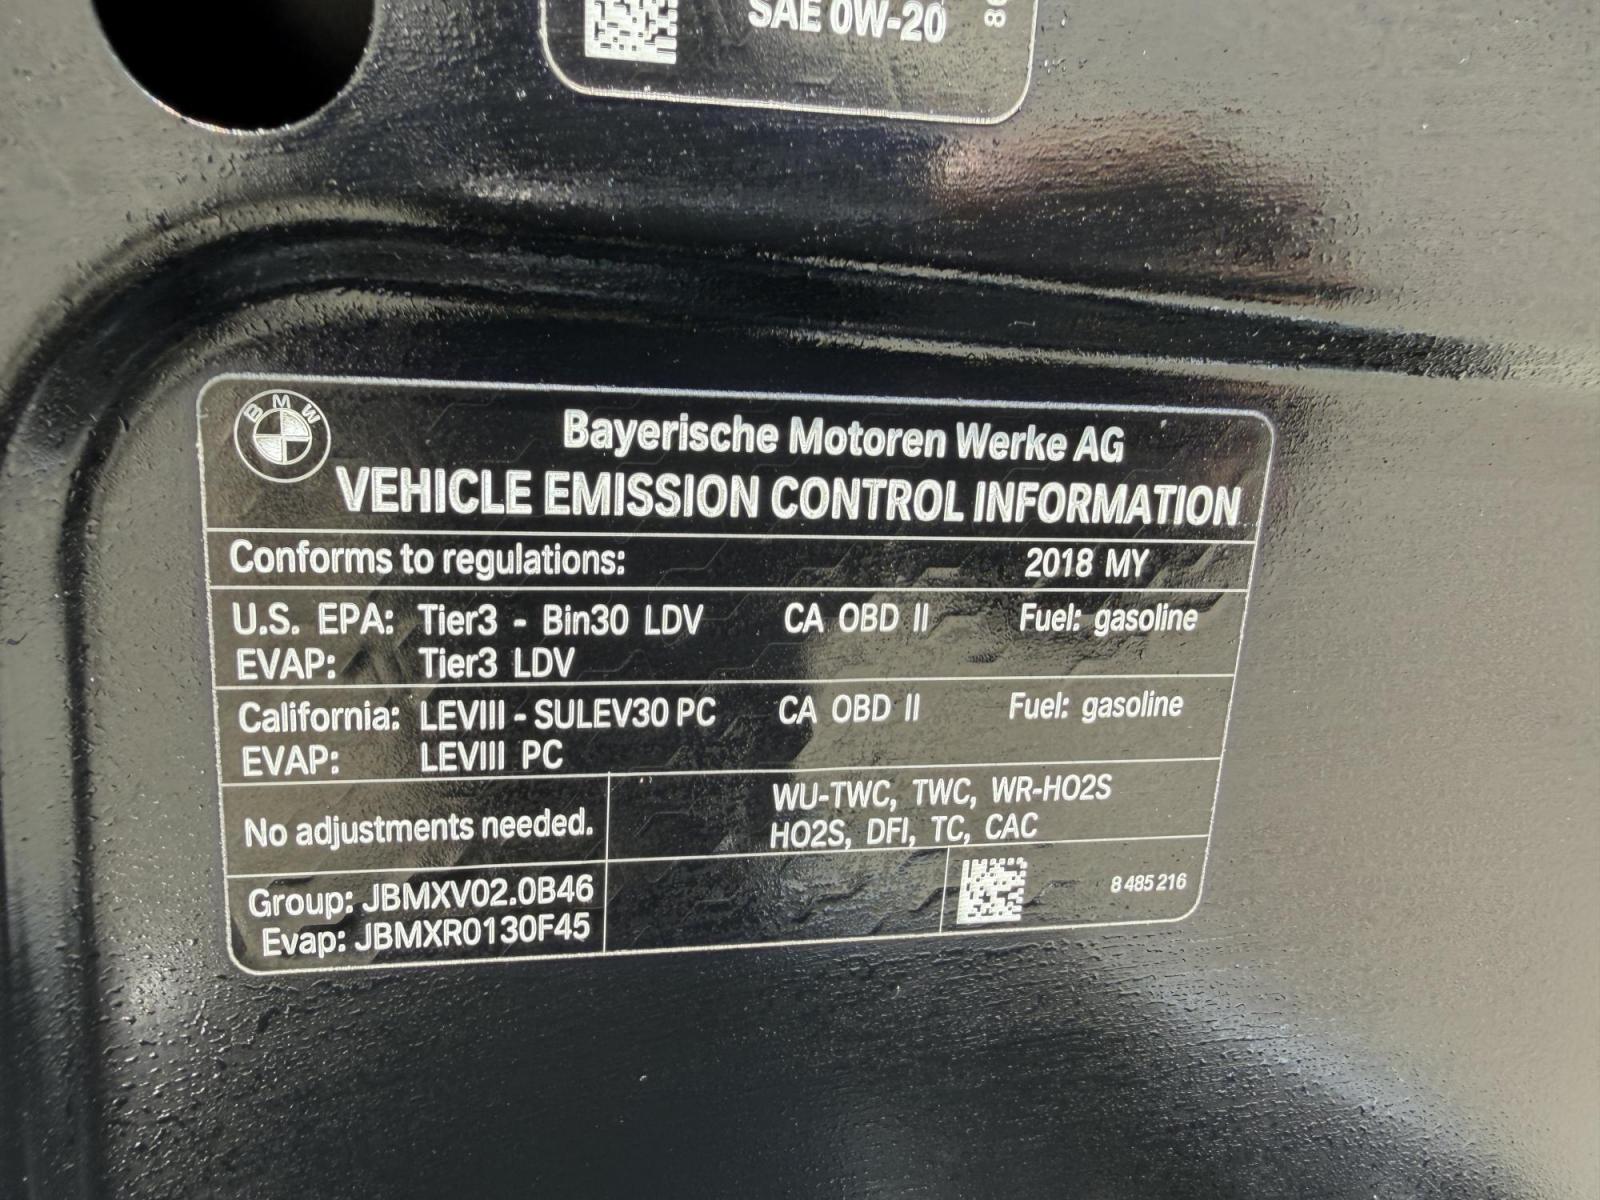 SAE 0W-20
BMW
Bayerische Motoren Werke AG
VEHICLE EMISSION CONTROL INFORMATION
Conforms to regulations: 2018 MY
U.S. EPA: Tier3 - Bin30 LDV CA OBD II Fuel: gasoline
EVAP: Tier3 LDV
California: LEVIII - SULEV30 PC CA OBD II Fuel: gasoline
EVAP: LEVIII PC
No adjustments needed.
WU-TWC, TWC, WR-HO2S
HO2S, DFI, TC, CAC
Group: JBMXV02.0B46
Evap: JBMXR0130F45
8 485 216